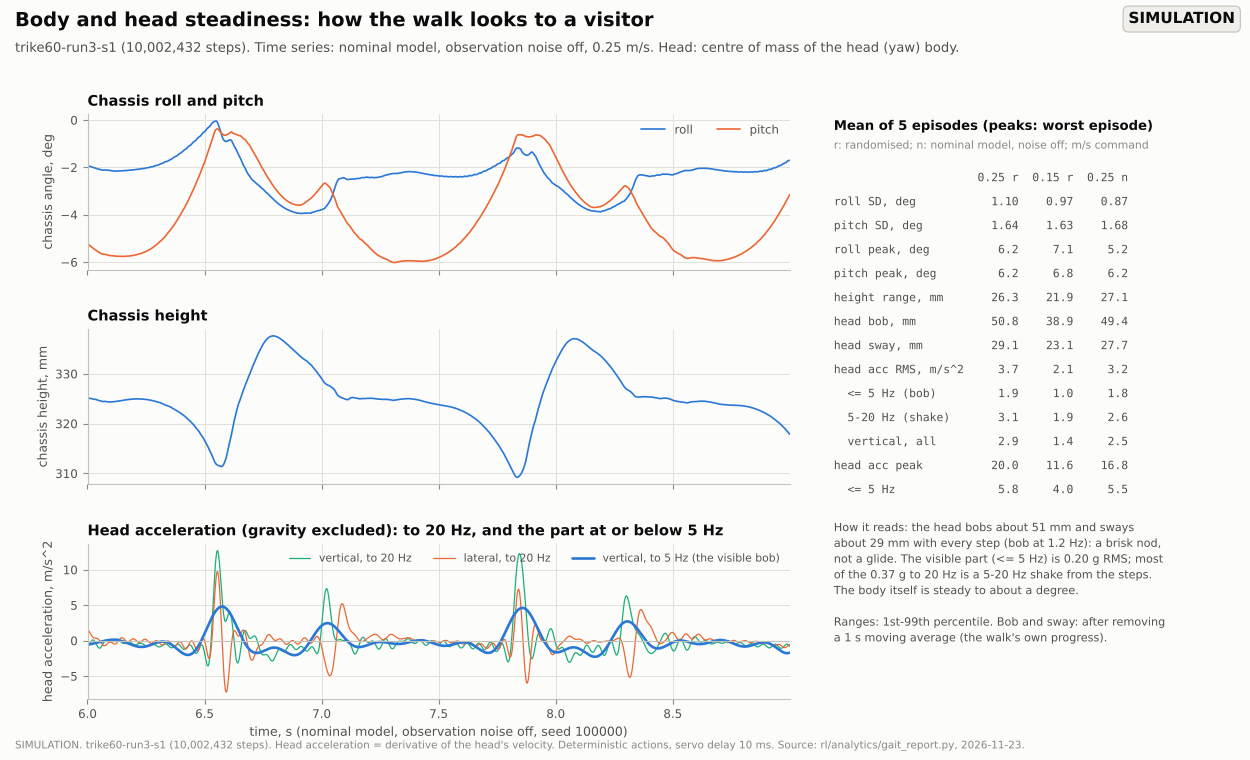 Body and head steadiness: how the walk looks to a visitor
SIMULATION
trike60-run3-s1 (10,002,432 steps). Time series: nominal model, observation noise off, 0.25 m/s. Head: centre of mass of the head (yaw) body.
Chassis roll and pitch
roll
pitch
chassis angle, deg
0
−2
−4
−6
Chassis height
chassis height, mm
330
320
310
Head acceleration (gravity excluded): to 20 Hz, and the part at or below 5 Hz
vertical, to 20 Hz
lateral, to 20 Hz
vertical, to 5 Hz (the visible bob)
head acceleration, m/s^2
10
5
0
−5
6.0 6.5 7.0 7.5 8.0 8.5
time, s (nominal model, observation noise off, seed 100000)
Mean of 5 episodes (peaks: worst episode)
r: randomised; n: nominal model, noise off; m/s command
0.25 r 0.15 r 0.25 n
roll SD, deg 1.10 0.97 0.87
pitch SD, deg 1.64 1.63 1.68
roll peak, deg 6.2 7.1 5.2
pitch peak, deg 6.2 6.8 6.2
height range, mm 26.3 21.9 27.1
head bob, mm 50.8 38.9 49.4
head sway, mm 29.1 23.1 27.7
head acc RMS, m/s^2 3.7 2.1 3.2
<= 5 Hz (bob) 1.9 1.0 1.8
5-20 Hz (shake) 3.1 1.9 2.6
vertical, all 2.9 1.4 2.5
head acc peak 20.0 11.6 16.8
<= 5 Hz 5.8 4.0 5.5
How it reads: the head bobs about 51 mm and sways
about 29 mm with every step (bob at 1.2 Hz): a brisk nod,
not a glide. The visible part (<= 5 Hz) is 0.20 g RMS; most
of the 0.37 g to 20 Hz is a 5-20 Hz shake from the steps.
The body itself is steady to about a degree.
Ranges: 1st-99th percentile. Bob and sway: after removing
a 1 s moving average (the walk's own progress).
SIMULATION. trike60-run3-s1 (10,002,432 steps). Head acceleration = derivative of the head's velocity. Deterministic actions, servo delay 10 ms. Source: rl/analytics/gait_report.py, 2026-11-23.